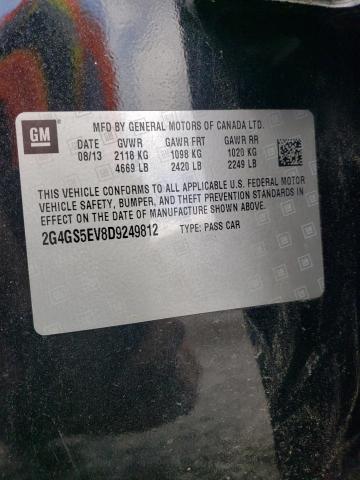 GM
MFD BY GENERAL MOTORS OF CANADA LTD.
DATE GVWR GAWR FRT GAWR RR
08/13 2118 KG 1098 KG 1020 KG
4669 LB 2420 LB 2249 LB
THIS VEHICLE CONFORMS TO ALL APPLICABLE U.S. FEDERAL MOTOR
VEHICLE SAFETY, BUMPER, AND THEFT PREVENTION STANDARDS IN
EFFECT ON THE DATE OF MANUFACTURE SHOWN ABOVE.
2G4GS5EV8D9249812 TYPE: PASS CAR